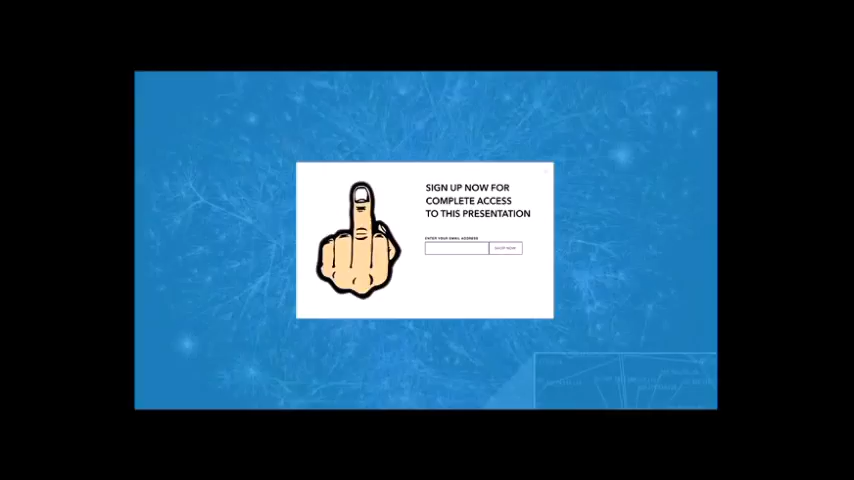 SIGN UP NOW FOR
COMPLETE ACCESS
TO THIS PRESENTATION
ENTER YOUR EMAIL ADDRESS
SHOP NOW